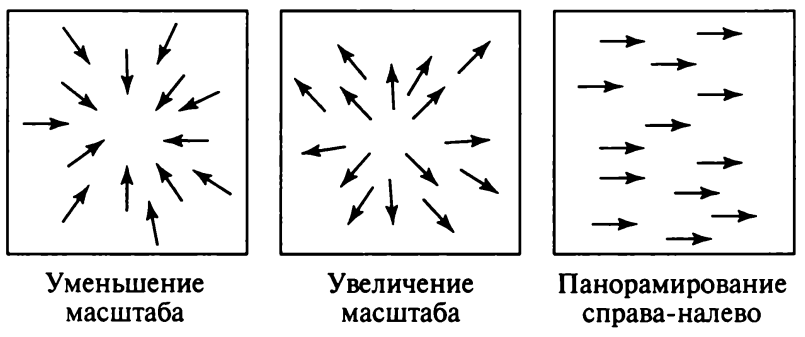 Уменьшение
масштаба
Увеличение
масштаба
Панорамирование
справа-налево